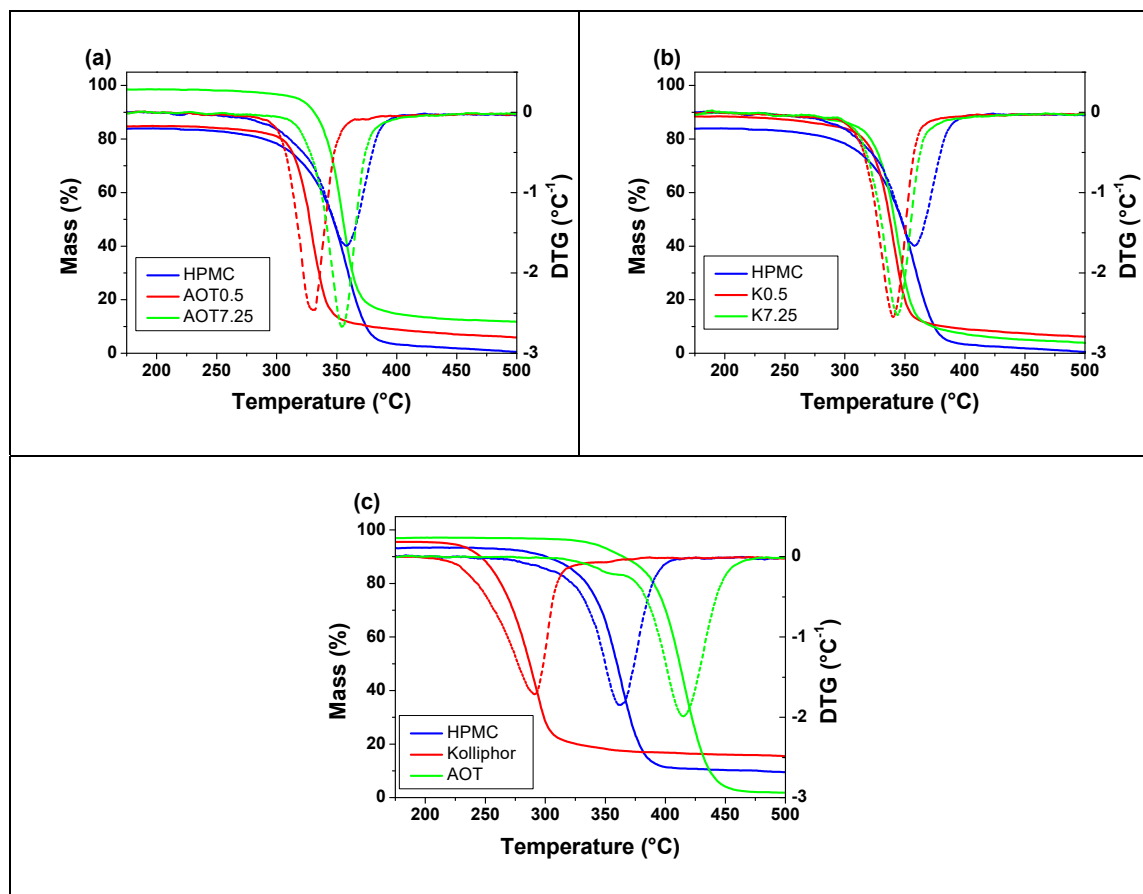 (a)
100
80
60
40
20
0
Mass (%)
0
-1
-2
-3
DTG (°C-1)
HPMC
AOT0.5
AOT7.25
200 250 300 350 400 450 500
Temperature (°C)
(b)
100
80
60
40
20
0
Mass (%)
0
-1
-2
-3
DTG (°C-1)
HPMC
K0.5
K7.25
200 250 300 350 400 450 500
Temperature (°C)
(c)
100
80
60
40
20
0
Mass (%)
0
-1
-2
-3
DTG (°C-1)
HPMC
Kolliphor
AOT
200 250 300 350 400 450 500
Temperature (°C)